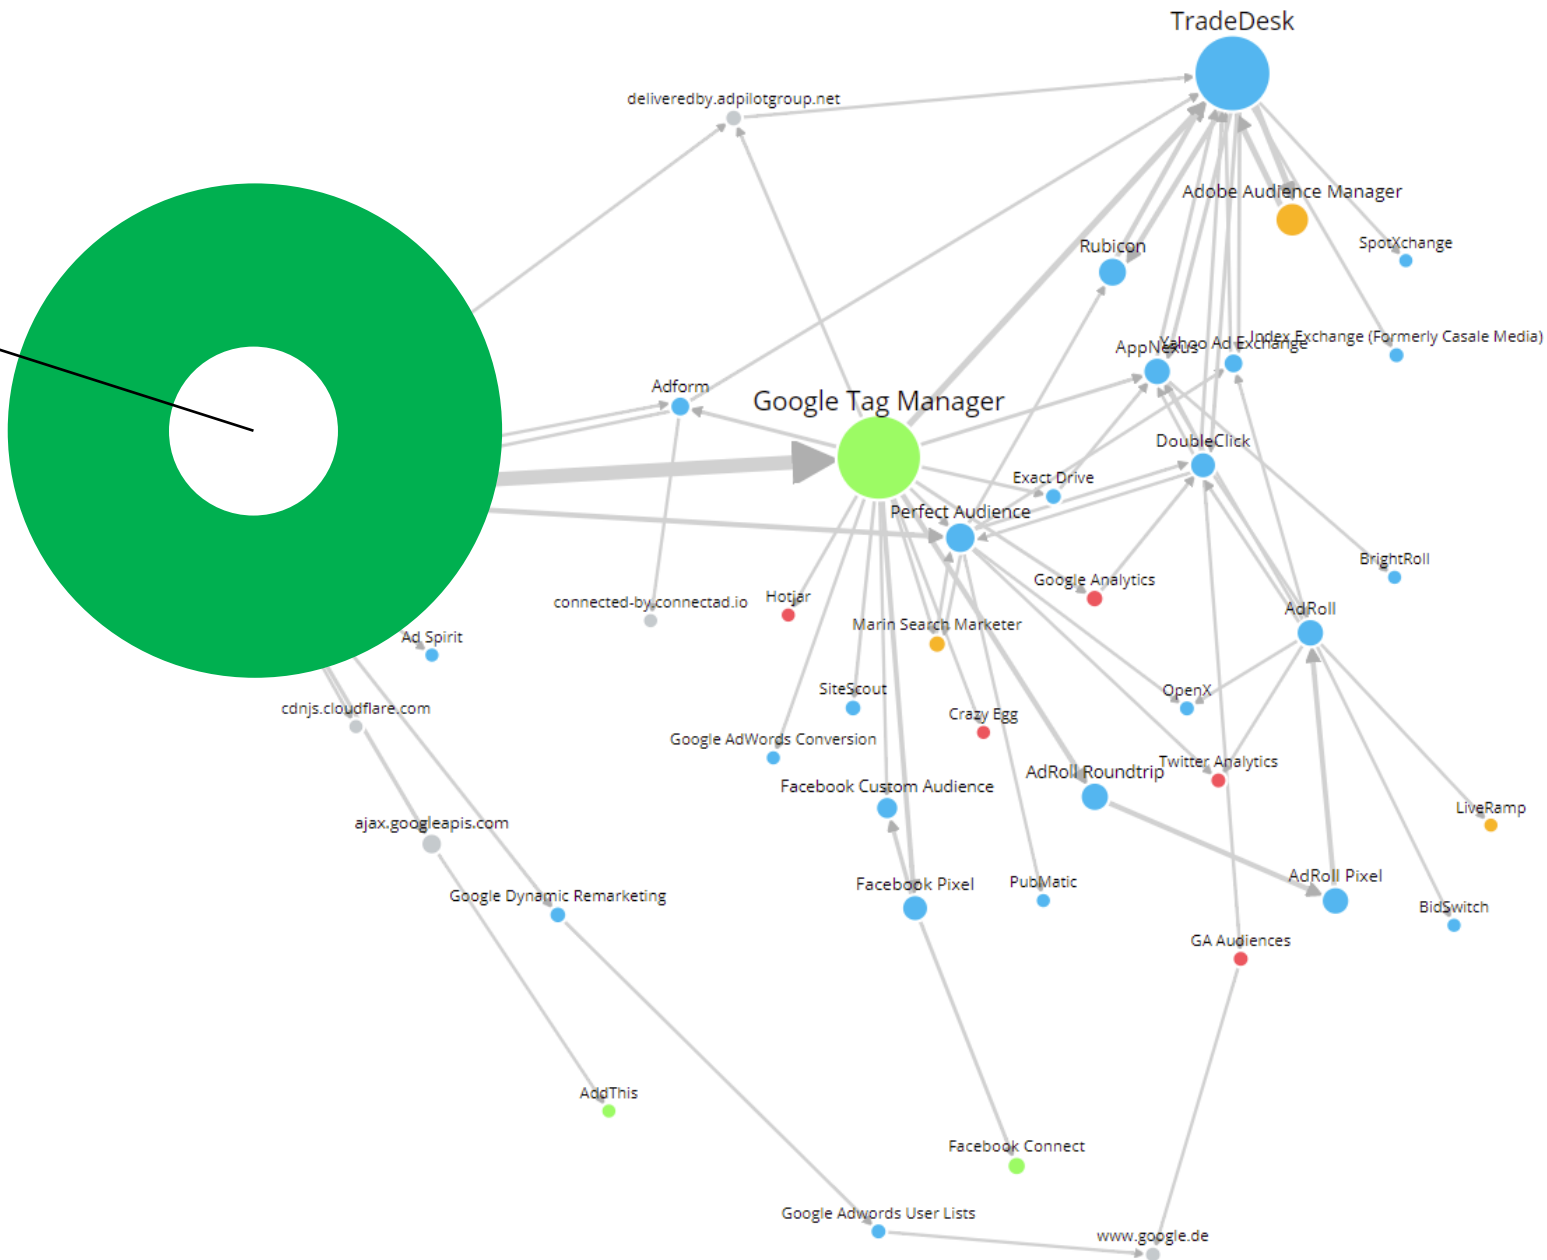 TradeDesk
deliveredby.adpilotgroup.net
Adobe Audience Manager
SpotXchange
Rubicon
Index Exchange (Formerly Casale Media)
Yahoo Ad Exchange
AppNexus
Adform
Google Tag Manager
DoubleClick
Exact Drive
Perfect Audience
BrightRoll
Google Analytics
Hotjar
connected-by.connectad.io
AdRoll
Marin Search Marketer
Ad Spirit
SiteScout
OpenX
cdnjs.cloudflare.com
Crazy Egg
Google AdWords Conversion
Twitter Analytics
AdRoll Roundtrip
Facebook Custom Audience
LiveRamp
ajax.googleapis.com
AdRoll Pixel
PubMatic
Facebook Pixel
Google Dynamic Remarketing
BidSwitch
GA Audiences
AddThis
Facebook Connect
Google Adwords User Lists
www.google.de